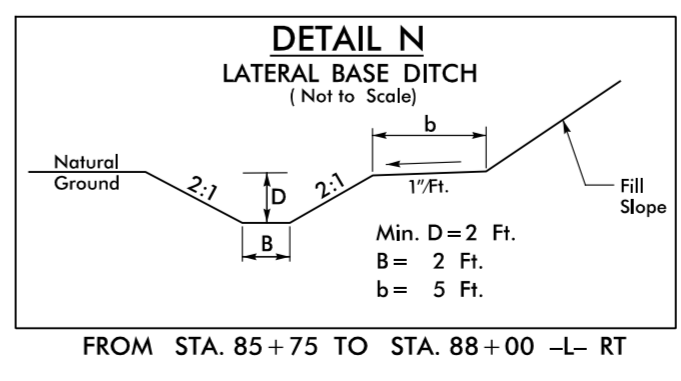 DETAIL N
LATERAL BASE DITCH
( Not to Scale)
b
Natural
Ground
2:1
D
2:1
1"/Ft.
Fill
Slope
B
Min. D=2 Ft.
B= 2 Ft.
b= 5 Ft.
FROM STA. 85+75 TO STA. 88+00 –L– RT